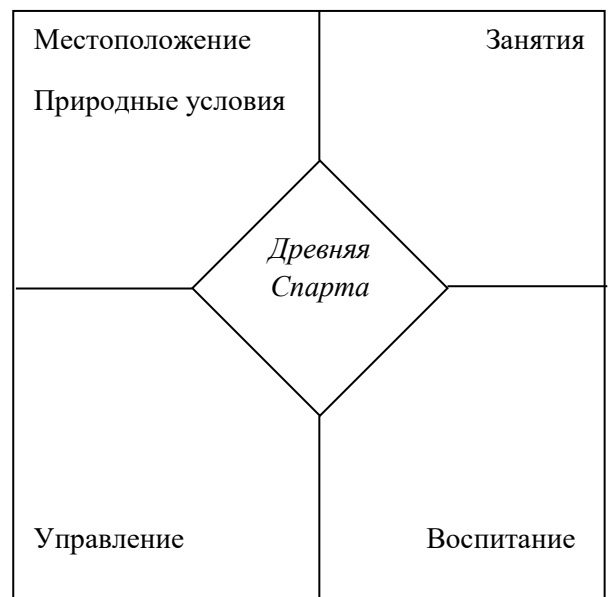 Местоположение
Занятия
Природные условия
Древняя
Спарта
Управление
Воспитание